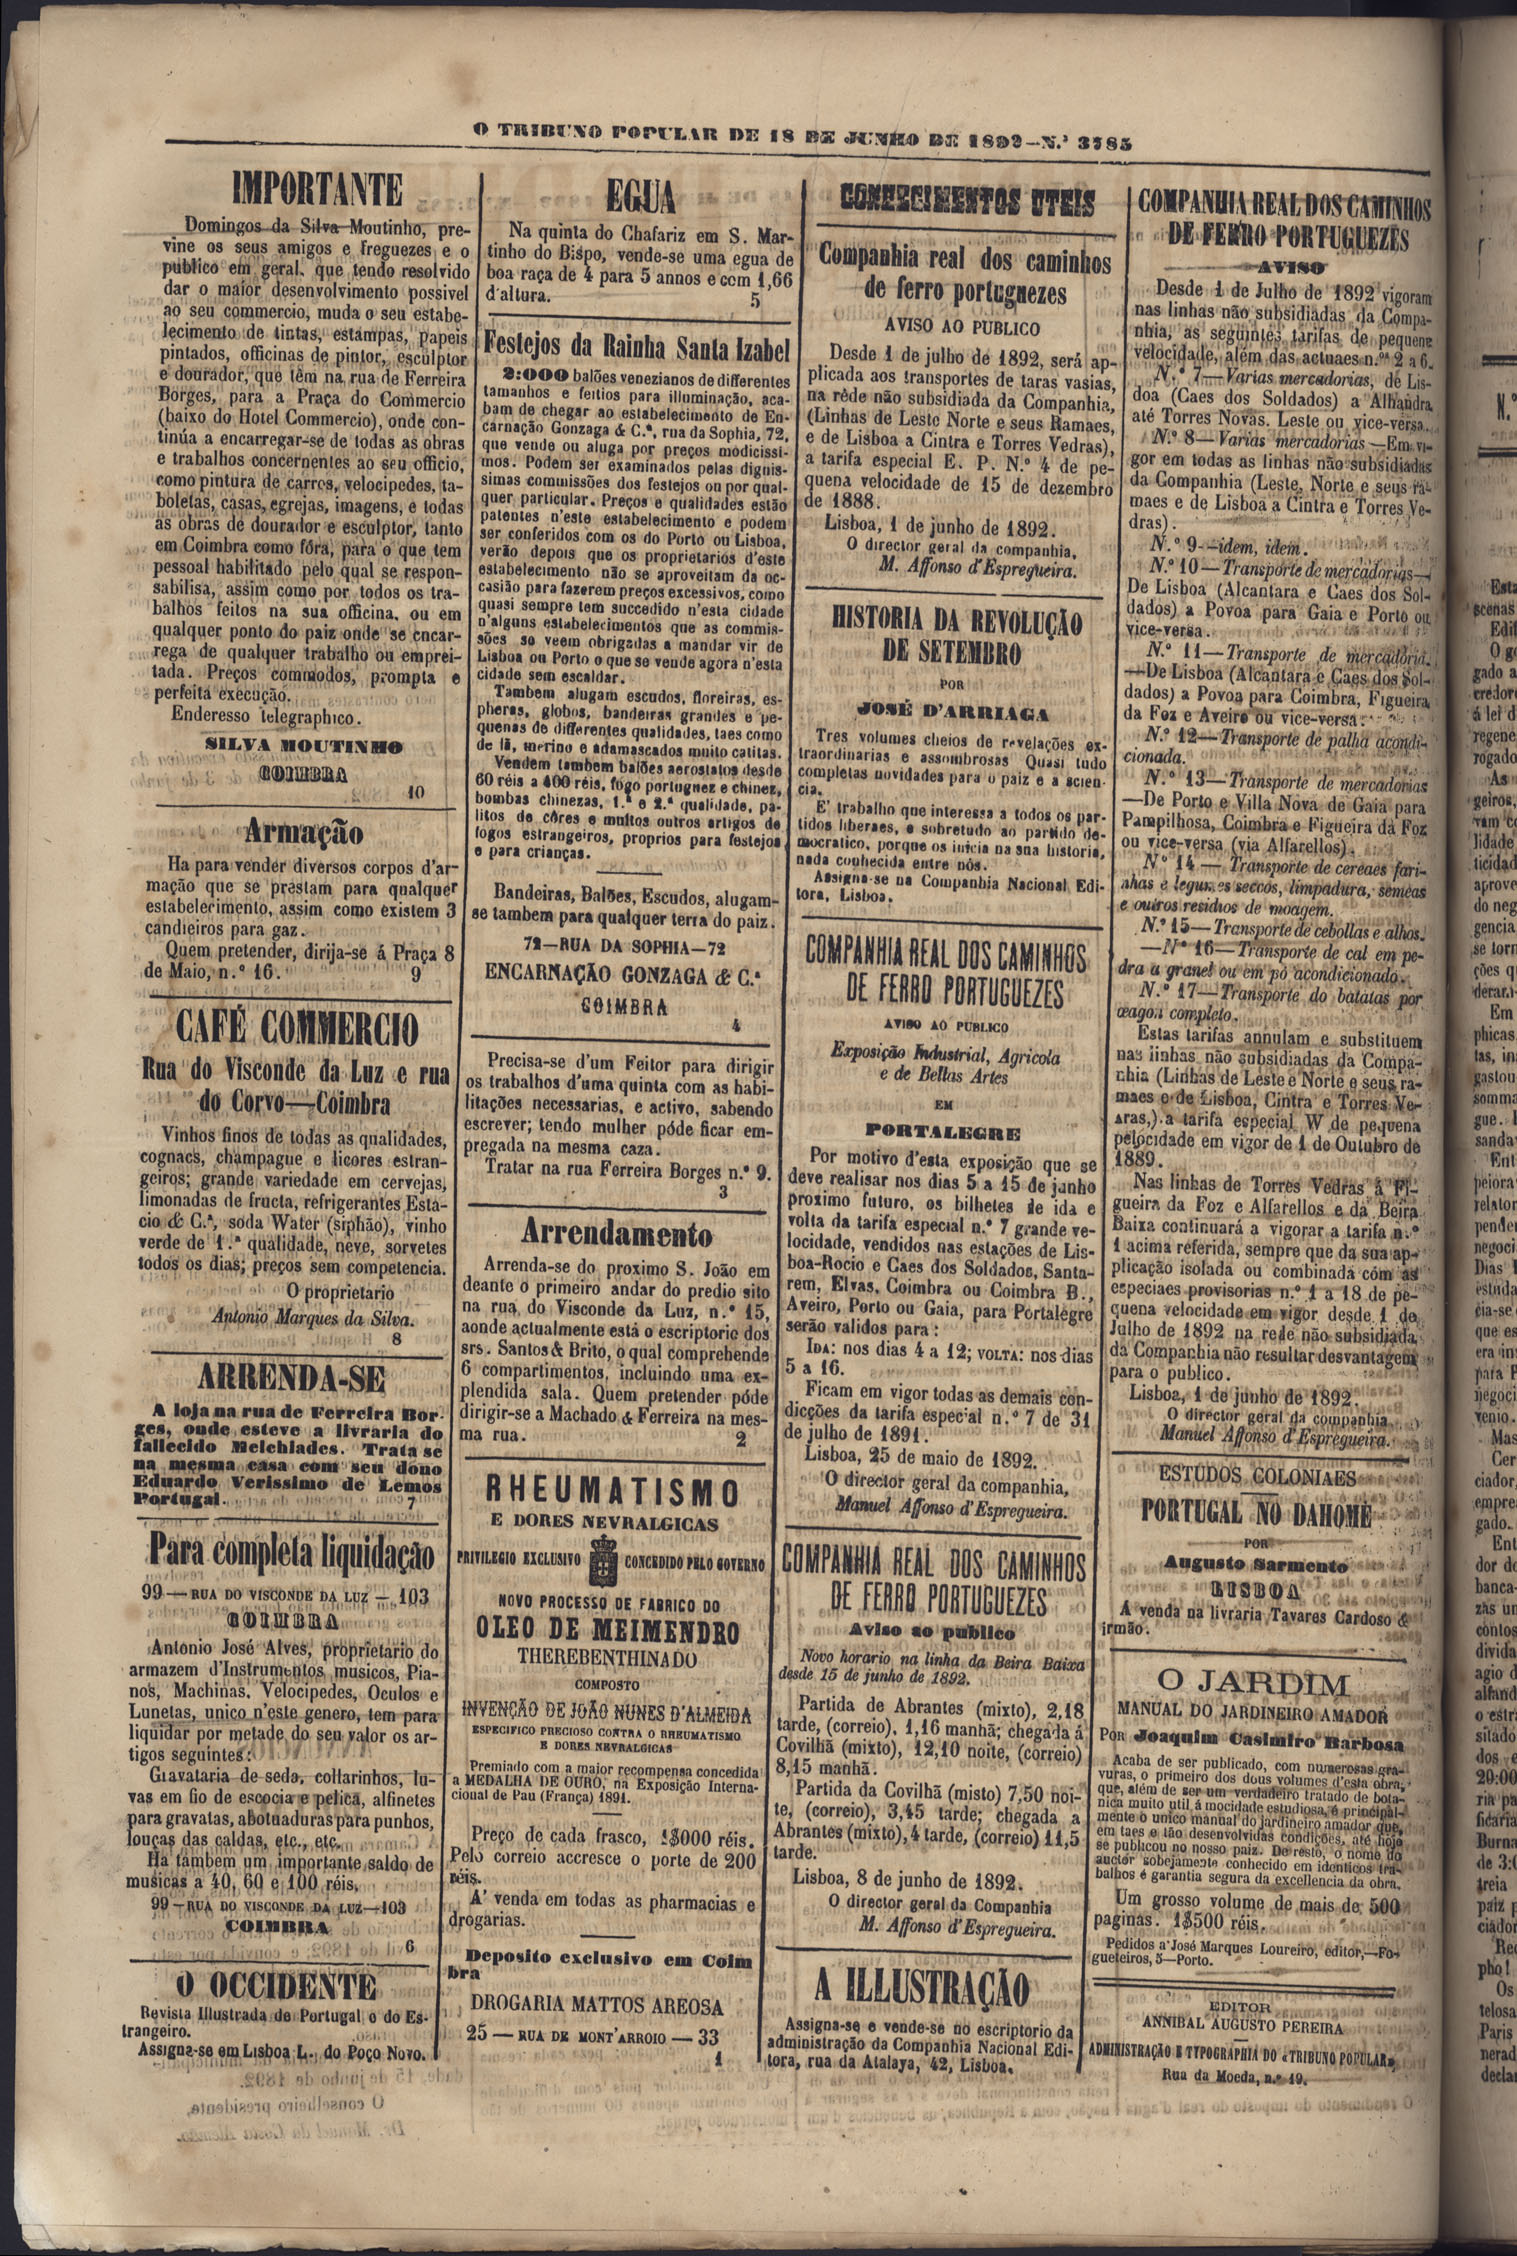 O TRIBUNO POPULAR DE 18 DE JUNHO DE 1892—N.º 3785
IMPORTANTE
Domingos da Silva Moutinho, pre-
vine os seus amigos e freguezes e o
publico em geral, que tendo resolvido
dar o maior desenvolvimento possivel
ao seu commercio, muda o seu estabe-
lecimento de tintas, estampas, papeis
pintados, officinas de pintor, esculptor
e dourador, que têm na rua de Ferreira
Borges, para a Praça do Commercio
(baixo do Hotel Commercio), onde con-
tinúa a encarregar-se de todas as obras
e trabalhos concernentes ao seu officio,
como pintura de carros, velocipedes, ta-
boletas, casas, egrejas, imagens, e todas
as obras de dourador e esculptor, tanto
em Coimbra como fóra, para o que tem
pessoal habilitado pelo qual se respon-
sabilisa, assim como por todos os tra-
balhos feitos na sua officina, ou em
qualquer ponto do paiz onde se encar-
rega de qualquer trabalho ou emprei-
tada. Preços commodos, prompta e
perfeita execução.
Enderesso telegraphico.
SILVA MOUTINHO
COIMBRA
10
Armação
Ha para vender diversos corpos d'ar-
mação que se prestam para qualquer
estabelecimento, assim como existem 3
candieiros para gaz.
Quem pretender, dirija-se á Praça 8
de Maio, n.º 16. 9
CAFÉ COMMERCIO
Rua do Visconde da Luz e rua
do Corvo—Coimbra
Vinhos finos de todas as qualidades,
cognacs, champagne e licores estran-
geiros; grande variedade em cervejas,
limonadas de fructa, refrigerantes Esta-
cio & C.ª, soda Water (siphão), vinho
verde de 1.ª qualidade, neve, sorvetes
todos os dias; preços sem competencia.
O proprietario
Antonio Marques da Silva.
8
ARRENDA-SE
A loja na rua de Ferreira Bor-
ges, onde esteve a livraria do
fallecido Melchiades. Trata se
na mesma casa com seu dono
Eduardo Verissimo de Lemos
Portugal. 7
Para completa liquidação
99—RUA DO VISCONDE DA LUZ—103
COIMBRA
Antonio José Alves, proprietario do
armazem d'Instrumentos musicos, Pia-
nos, Machinas, Velocipedes, Oculos e
Lunetas, unico n'este genero, tem para
liquidar por metade do seu valor os ar-
tigos seguintes:
Gravataria de seda, collarinhos, lu-
vas em fio de escocia e pelica, alfinetes
para gravatas, abotuaduras para punhos,
louças das caldas, etc., etc.
Ha tambem um importante saldo de
musicas a 40, 60 e 100 réis.
99—RUA DO VISCONDE DA LUZ—103
COIMBRA
6
O OCCIDENTE
Revista Illustrada de Portugal e do Es-
trangeiro.
Assigna-se em Lisboa L., do Poço Novo.
EGUA
Na quinta do Chafariz em S. Mar-
tinho do Bispo, vende-se uma egua de
boa raça de 4 para 5 annos e com 1,66
d'altura. 5
Festejos da Rainha Santa Izabel
2:000 balões venezianos de differentes
tamanhos e feitios para illuminação, aca-
bam de chegar ao estabelecimento de En-
carnação Gonzaga & C.ª, rua da Sophia, 72,
que vende ou aluga por preços modicissi-
mos. Podem ser examinados pelas dignis-
simas commissões dos festejos ou por qual-
quer particular. Preços e qualidades estão
patentes n'este estabelecimento e podem
ser conferidos com os do Porto ou Lisboa,
verão depois que os proprietarios d'este
estabelecimento não se aproveitam da oc-
casião para fazerem preços excessivos, como
quasi sempre tem succedido n'esta cidade
n'alguns estabelecimentos que as commis-
sões se veem obrigadas a mandar vir de
Lisboa ou Porto o que se vende agora n'esta
cidade sem escaldar.
Tambem alugam escudos, floreiras, es-
pheras, globos, bandeiras grandes e pe-
quenas de differentes qualidades, taes como
de lã, merino e adamascados muito catitas.
Vendem tambem balões aerostatos desde
60 réis a 400 réis, fogo portuguez e chinez,
bombas chinezas, 1.ª e 2.ª qualidade, pa-
litos de côres e muitos outros artigos de
fogos estrangeiros, proprios para festejos
e para crianças.
Bandeiras, Balões, Escudos, alugam-
se tambem para qualquer terra do paiz.
72—RUA DA SOPHIA—72
ENCARNAÇÃO GONZAGA & C.ª
COIMBRA
4
Precisa-se d'um Feitor para dirigir
os trabalhos d'uma quinta com as habi-
litações necessarias, e activo, sabendo
escrever; tendo mulher póde ficar em-
pregada na mesma caza.
Tratar na rua Ferreira Borges n.º 9.
3
Arrendamento
Arrenda-se do proximo S. João em
deante o primeiro andar do predio sito
na rua do Visconde da Luz, n.º 15,
aonde actualmente está o escriptorio dos
srs. Santos & Brito, o qual comprehende
6 compartimentos, incluindo uma ex-
plendida sala. Quem pretender póde
dirigir-se a Machado & Ferreira na mes-
ma rua. 2
RHEUMATISMO
E DORES NEVRALGICAS
PRIVILEGIO EXCLUSIVO CONCEDIDO PELO GOVERNO
NOVO PROCESSO DE FABRICO DO
OLEO DE MEIMENDRO
THEREBENTHINADO
COMPOSTO
INVENÇÃO DE JOÃO NUNES D'ALMEIDA
ESPECIFICO PRECIOSO CONTRA O RHEUMATISMO
E DORES NEVRALGICAS
Premiado com a maior recompensa concedida
a MEDALHA DE OURO, na Exposição Interna-
cional de Pau (França) 1891.
Preço de cada frasco, 1$000 réis.
Pelo correio accresce o porte de 200
réis.
A' venda em todas as pharmacias e
drogarias.
Deposito exclusivo em Coim
bra
DROGARIA MATTOS AREOSA
25—RUA DE MONT'ARROIO—33
1
CONHECIMENTOS UTEIS
Companhia real dos caminhos
de ferro portuguezes
AVISO AO PUBLICO
Desde 1 de julho de 1892, será ap-
plicada aos transportes de taras vasias,
na rêde não subsidiada da Companhia,
(Linhas de Leste Norte e seus Ramaes,
e de Lisboa a Cintra e Torres Vedras),
a tarifa especial E. P. N.º 4 de pe-
quena velocidade de 15 de dezembro
de 1888.
Lisboa, 1 de junho de 1892.
O director geral da companhia,
M. Affonso d'Espregueira.
HISTORIA DA REVOLUÇÃO
DE SETEMBRO
POR
JOSÉ D'ARRIAGA
Tres volumes cheios de revelações ex-
traordinarias e assombrosas Quasi tudo
completas novidades para o paiz e a scien-
cia.
E' trabalho que interessa a todos os par-
tidos liberaes, e sobretudo ao partido de-
mocratico, porque os inicia na sua historia,
nada conhecida entre nós.
Assigna-se na Companhia Nacional Edi-
tora, Lisboa.
COMPANHIA REAL DOS CAMINHOS
DE FERRO PORTUGUEZES
AVISO AO PUBLICO
Exposição Industrial, Agricola
e de Bellas Artes
EM
PORTALEGRE
Por motivo d'esta exposição que se
deve realisar nos dias 5 a 15 de junho
proximo futuro, os bilhetes de ida e
volta da tarifa especial n.º 7 grande ve-
locidade, vendidos nas estações de Lis-
boa-Rocio e Caes dos Soldados, Santa-
rem, Elvas, Coimbra ou Coimbra B.,
Aveiro, Porto ou Gaia, para Portalegre
serão validos para:
IDA: nos dias 4 a 12; VOLTA: nos dias
5 a 16.
Ficam em vigor todas as demais con-
dicções da tarifa especial n.º 7 de 31
de julho de 1891.
Lisboa, 25 de maio de 1892.
O director geral da companhia,
Manuel Affonso d'Espregueira.
COMPANHIA REAL DOS CAMINHOS
DE FERRO PORTUGUEZES
Aviso ao publico
Novo horario na linha da Beira Baixa
desde 15 de junho de 1892.
Partida de Abrantes (mixto), 2,18
tarde, (correio), 1,16 manhã; chegada á
Covilhã (mixto), 12,10 noite, (correio)
8,15 manhã.
Partida da Covilhã (misto) 7,50 noi-
te, (correio), 3,45 tarde; chegada a
Abrantes (mixto), 4 tarde, (correio) 11,5
tarde.
Lisboa, 8 de junho de 1892.
O director geral da Companhia
M. Affonso d'Espregueira.
A ILLUSTRAÇÃO
Assigna-se e vende-se no escriptorio da
administração da Companhia Nacional Edi-
tora, rua da Atalaya, 42, Lisboa.
COMPANHIA REAL DOS CAMINHOS
DE FERRO PORTUGUEZES
AVISO
Desde 1 de Julho de 1892 vigoram
nas linhas não subsidiadas da Compa-
nhia, as seguintes tarifas de pequene
velocidade, além das actuaes n.os 2 a 6.
N.º 7—Varias mercadorias, de Lis-
doa (Caes dos Soldados) a Alhandra
até Torres Novas. Leste ou vice-versa.
N.º 8—Varias mercadorias—Em vi-
gor em todas as linhas não subsidiadas
da Companhia (Leste, Norte e seus ra-
maes e de Lisboa a Cintra e Torres Ve-
dras).
N.º 9—idem, idem.
N.º 10—Transporte de mercadorias—
De Lisboa (Alcantara e Caes dos Sol-
dados) a Povoa para Gaia e Porto ou
vice-versa.
N.º 11—Transporte de mercadoria.
—De Lisboa (Alcantara e Caes dos Sol-
dados) a Povoa para Coimbra, Figueira
da Foz e Aveiro ou vice-versa.
N.º 12—Transporte de palha acondi-
cionada.
N.º 13—Transporte de mercadorias
—De Porto e Villa Nova de Gaia para
Pampilhosa, Coimbra e Figueira da Foz
ou vice-versa (via Alfarellos).
N.º 14—Transporte de cereaes fari-
nhas e legumes seccos, limpadura, semeas
e outros residios de moagem.
N.º 15—Transporte de cebollas e alhos.
—N.º 16—Transporte de cal em pe-
dra a granel ou em pó acondicionado.
N.º 17—Transporte do batatas por
œagon completo.
Estas tarifas annulam e substituem
nas linhas não subsidiadas da Compa-
nhia (Linhas de Leste e Norte e seus ra-
maes e de Lisboa, Cintra e Torres Ve-
aras,) a tarifa especial W de pequena
pelocidade em vigor de 1 de Outubro de
1889.
Nas linhas de Torres Vedras á Fi-
gueira da Foz e Alfarellos e da Beira
Baixa continuará a vigorar a tarifa n.º
1 acima referida, sempre que da sua ap-
plicação isolada ou combinada cóm as
especiaes provisorias n.º 1 a 18 de pe-
quena velocidade em vigor desde 1 de
Julho de 1892 na rede não subsidiada
da Companhia não resultar desvantagem
para o publico.
Lisboa, 1 de junho de 1892.
O director geral da companhia
Manuel Affonso d'Espregueira.
ESTUDOS COLONIAES
PORTUGAL NO DAHOMÉ
POR
Augusto Sarmento
LISBOA
Á venda na livraria Tavares Cardoso &
irmão.
O JARDIM
MANUAL DO JARDINEIRO AMADOR
Por Joaquim Casimiro Barbosa
Acaba de ser publicado, com numerosas gra-
vuras, o primeiro dos dous volumes d'esta obra,
que, além de ser um verdadeiro tratado de bota-
nica muito util á mocidade estudiosa, é principal-
mente o unico manual do jardineiro amador que,
em taes e tão desenvolvidas condições, até hoje
se publicou no nosso paiz. De resto, o nome do
auctor sobejamente conhecido em identicos tra-
balhos é garantia segura da excellencia da obra.
Um grosso volume de mais de 500
paginas. 1$500 réis.
Pedidos a José Marques Loureiro, editor,—Fo-
gueteiros, 5—Porto.
EDITOR
ANNIBAL AUGUSTO PEREIRA
ADMINISTRAÇÃO E TYPOGRAPHIA DO «TRIBUNO POPULAR»
Rua da Moeda, n.º 19.